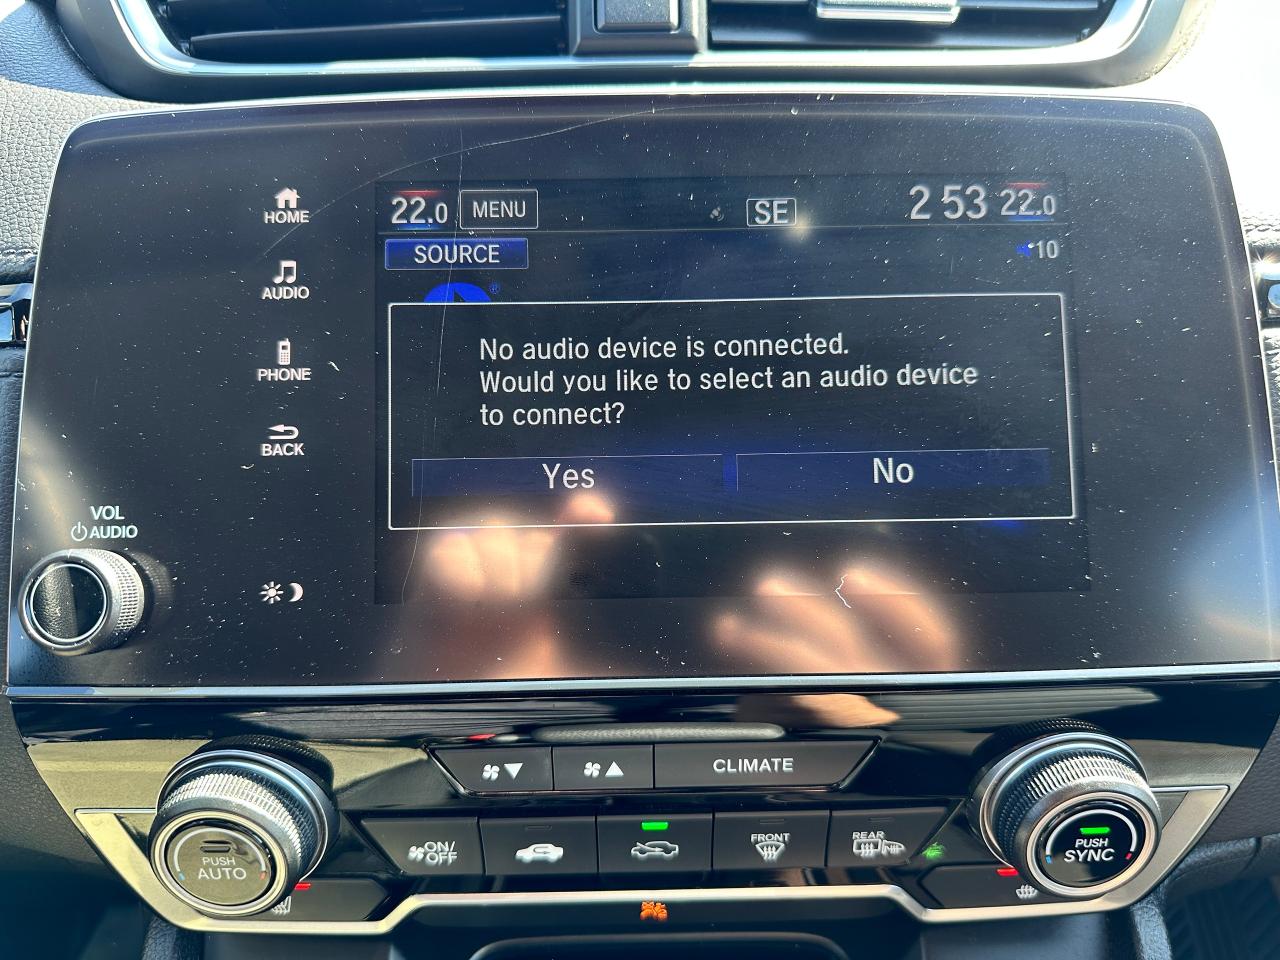 HOME
AUDIO
PHONE
BACK
VOL
AUDIO
22.0 MENU SE 2 53 22.0
SOURCE 10
®
No audio device is connected.
Would you like to select an audio device
to connect?
Yes No
CLIMATE
ON/
OFF
FRONT
REAR
PUSH
AUTO
PUSH
SYNC